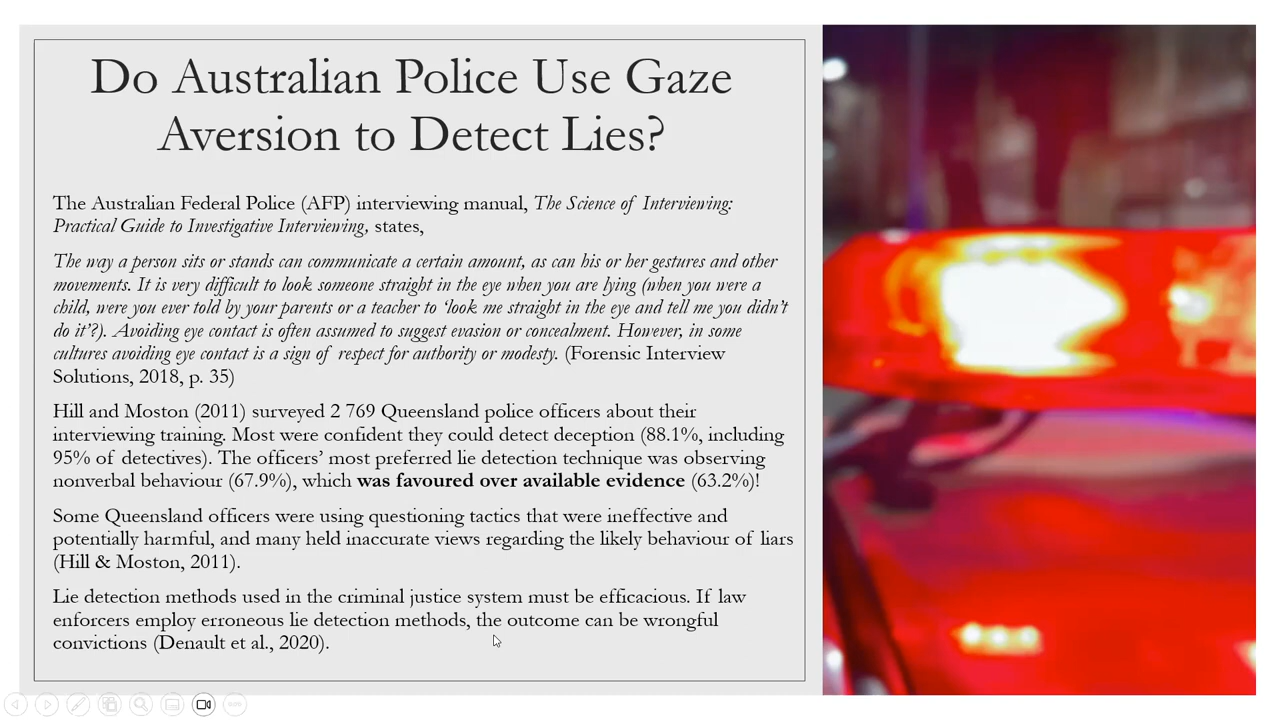 Do Australian Police Use Gaze
Aversion to Detect Lies?
The Australian Federal Police (AFP) interviewing manual, The Science of Interviewing:
Practical Guide to Investigative Interviewing, states,
The way a person sits or stands can communicate a certain amount, as can his or her gestures and other
movements. It is very difficult to look someone straight in the eye when you are lying (when you were a
child, were you ever told by your parents or a teacher to ‘look me straight in the eye and tell me you didn’t
do it’?). Avoiding eye contact is often assumed to suggest evasion or concealment. However, in some
cultures avoiding eye contact is a sign of respect for authority or modesty. (Forensic Interview
Solutions, 2018, p. 35)
Hill and Moston (2011) surveyed 2 769 Queensland police officers about their
interviewing training. Most were confident they could detect deception (88.1%, including
95% of detectives). The officers’ most preferred lie detection technique was observing
nonverbal behaviour (67.9%), which was favoured over available evidence (63.2%)!
Some Queensland officers were using questioning tactics that were ineffective and
potentially harmful, and many held inaccurate views regarding the likely behaviour of liars
(Hill & Moston, 2011).
Lie detection methods used in the criminal justice system must be efficacious. If law
enforcers employ erroneous lie detection methods, the outcome can be wrongful
convictions (Denault et al., 2020).